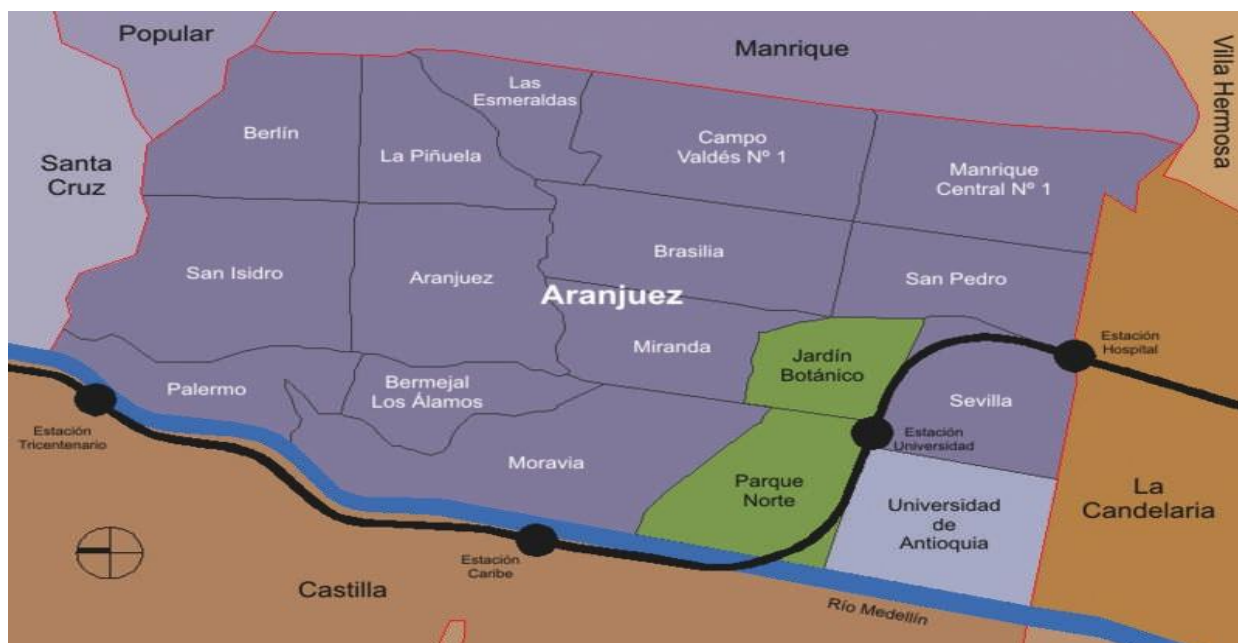 Popular
Manrique
Villa Hermosa
Las
Esmeraldas
Berlín
La Piñuela
Campo
Valdés Nº 1
Santa
Cruz
Manrique
Central Nº 1
San Isidro
Aranjuez
Brasilia
San Pedro
Aranjuez
Miranda
Jardín
Botánico
Estación
Hospital
Palermo
Bermejal
Los Álamos
Sevilla
Estación
Tricentenario
Estación
Universidad
Moravia
Parque
Norte
Universidad
de
Antioquia
La
Candelaria
Estación
Caribe
Castilla
Río Medellín